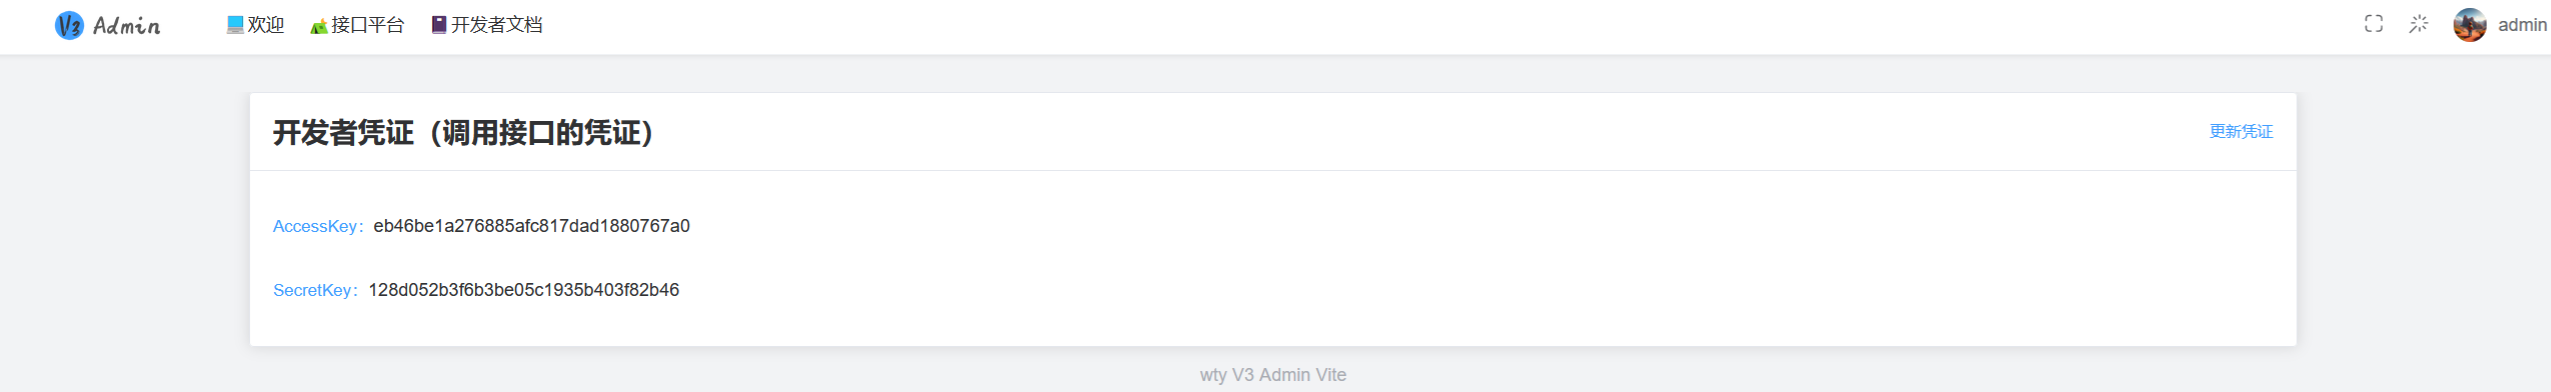 V3 Admin 欢迎 接口平台 开发者文档 admin
开发者凭证（调用接口的凭证） 更新凭证
AccessKey：eb46be1a276885afc817dad1880767a0
SecretKey：128d052b3f6b3be05c1935b403f82b46
wty V3 Admin Vite